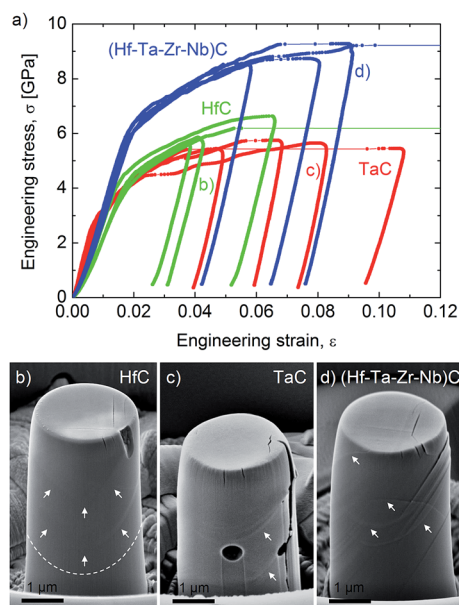 a)
(Hf-Ta-Zr-Nb)C
HfC
TaC
b)
c)
d)
Engineering stress, σ [GPa]
10
8
6
4
2
0
0.00 0.02 0.04 0.06 0.08 0.10 0.12
Engineering strain, ε
b) HfC
c) TaC
d) (Hf-Ta-Zr-Nb)C
1 µm
1 µm
1 µm